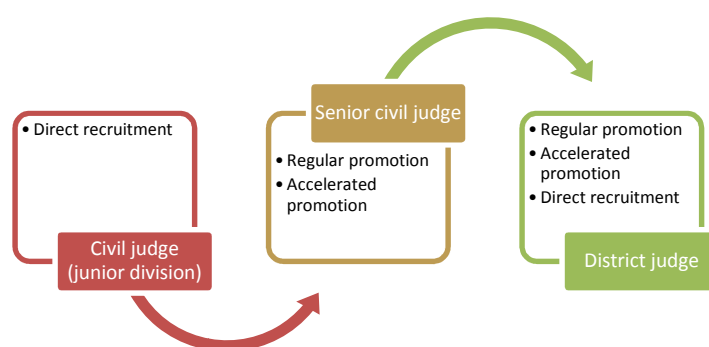 • Direct recruitment
Civil judge
(junior division)
Senior civil judge
• Regular promotion
• Accelerated
promotion
• Regular promotion
• Accelerated
promotion
• Direct recruitment
District judge